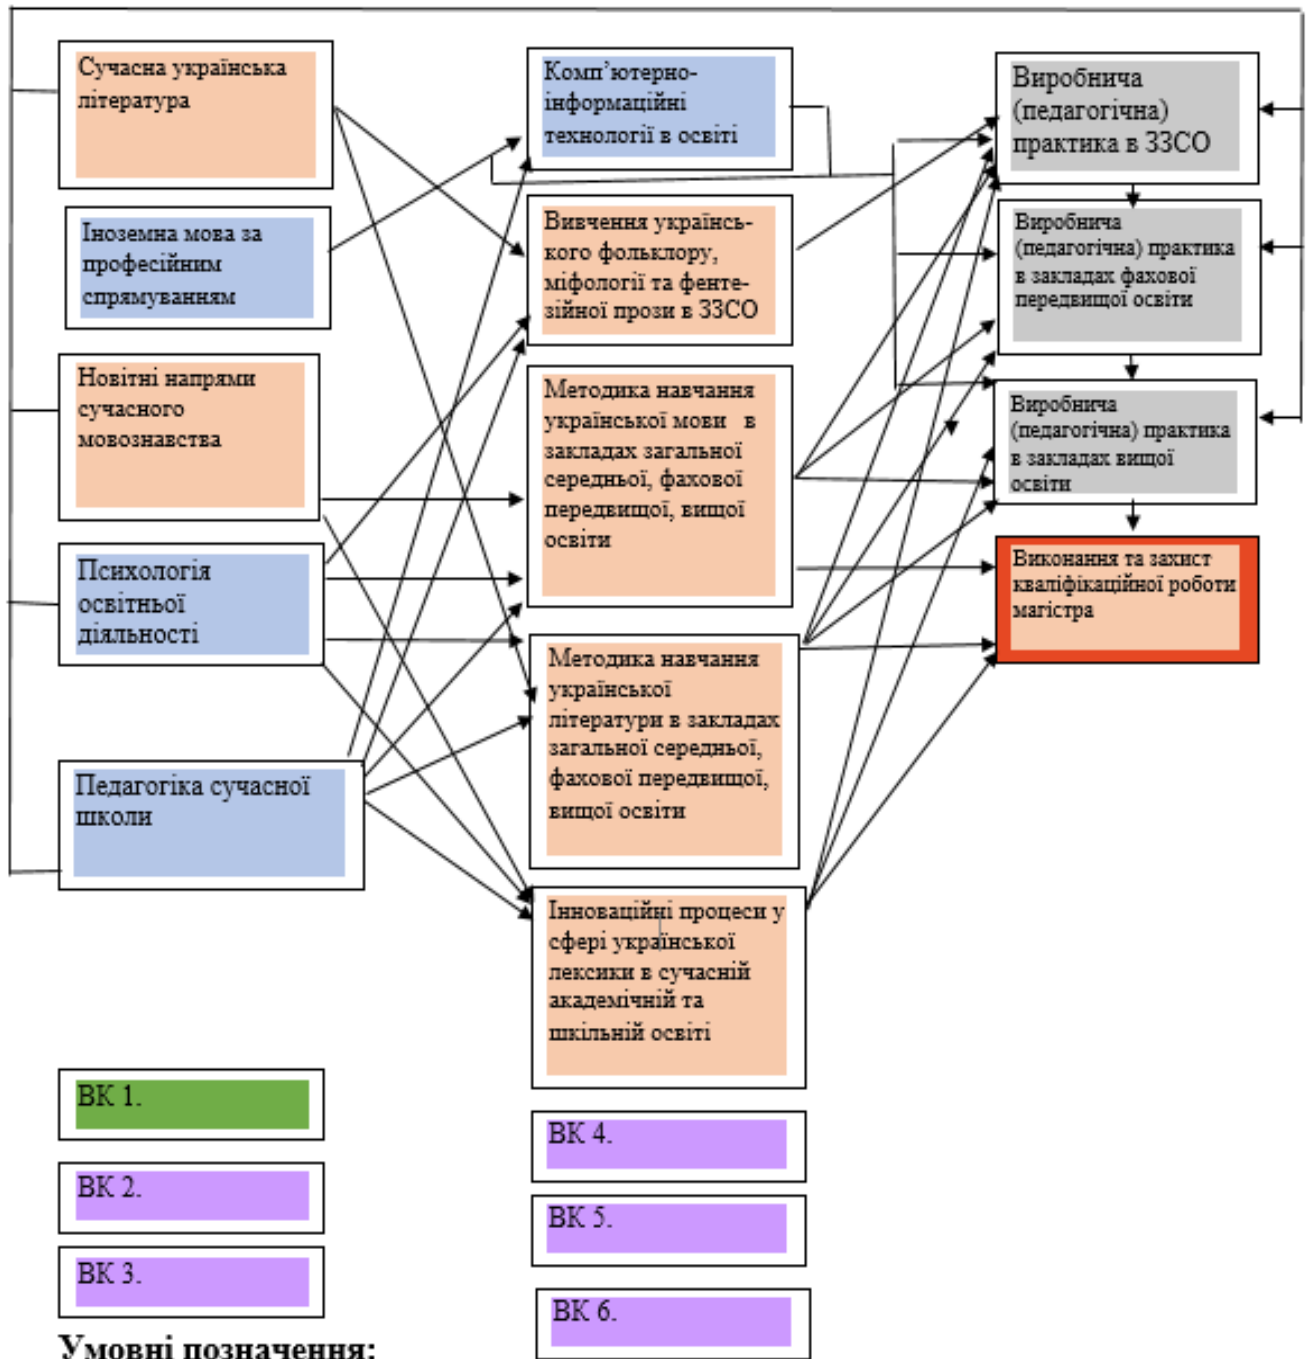 Сучасна українська
література
Іноземна мова за
професійним
спрямуванням
Новітні напрями
сучасного
мовознавства
Психологія
освітньої
діяльності
Педагогіка сучасної
школи
ВК 1.
ВК 2.
ВК 3.
Умовні позначення:
Комп’ютерно-
інформаційні
технології в освіті
Вивчення українсь-
кого фольклору,
міфології та фенте-
зійної прози в ЗЗСО
Методика навчання
української мови в
закладах загальної
середньої, фахової
передвищої, вищої
освіти
Методика навчання
української
літератури в закладах
загальної середньої,
фахової передвищої,
вищої освіти
Інноваційні процеси у
сфері української
лексики в сучасній
академічній та
шкільній освіті
ВК 4.
ВК 5.
ВК 6.
Виробнича
(педагогічна)
практика в ЗЗСО
Виробнича
(педагогічна) практика
в закладах фахової
передвищої освіти
Виробнича
(педагогічна) практика
в закладах вищої
освіти
Виконання та захист
кваліфікаційної роботи
магістра